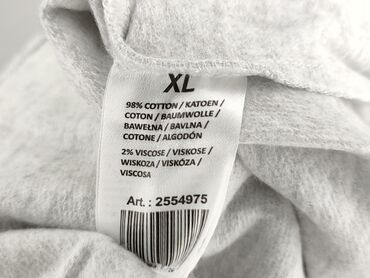 XL
98% COTTON / KATOEN /
COTON / BAUMWOLLE /
BAWEŁNA / BAVLNA /
COTONE / ALGODÓN
2% VISCOSE / VISKOSE /
WISKOZA / VISKÓZA /
VISCOSA
Art. : 2554975